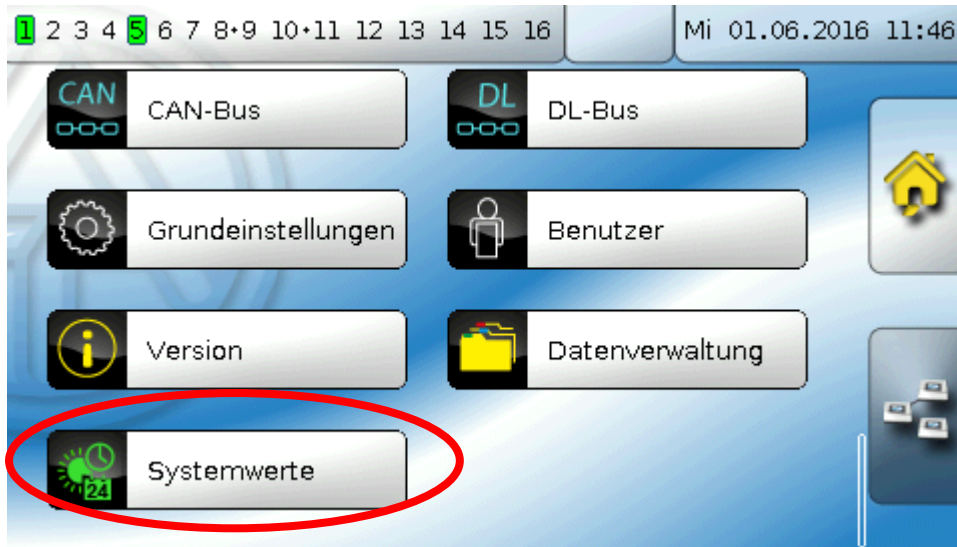 1 2 3 4 5 6 7 8•9 10•11 12 13 14 15 16 Mi 01.06.2016 11:46
CAN CAN-Bus DL DL-Bus
Grundeinstellungen Benutzer
Version Datenverwaltung
24 Systemwerte